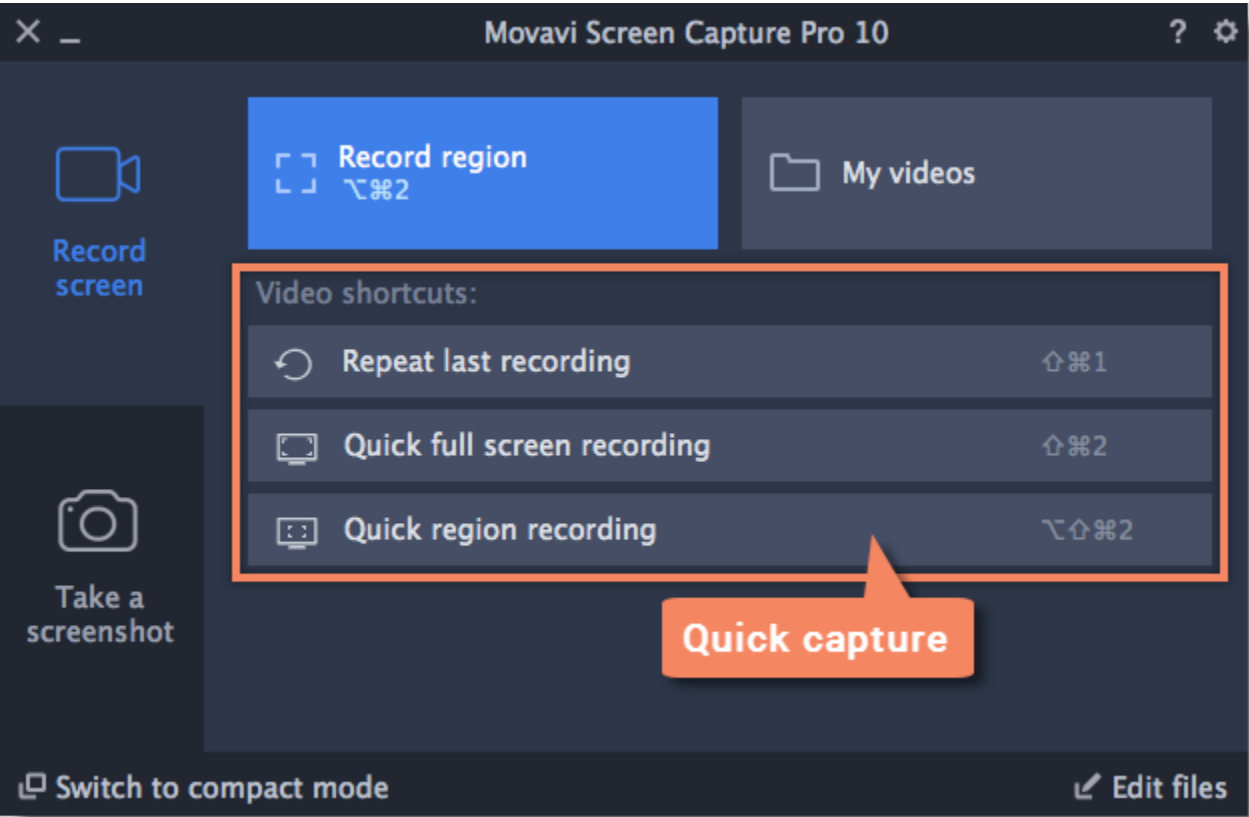 Movavi Screen Capture Pro 10
?
Record region
⌥⌘2
My videos
Record
screen
Video shortcuts:
Repeat last recording ⇧⌘1
Quick full screen recording ⇧⌘2
Quick region recording ⌥⇧⌘2
Take a
screenshot
Quick capture
Switch to compact mode
Edit files